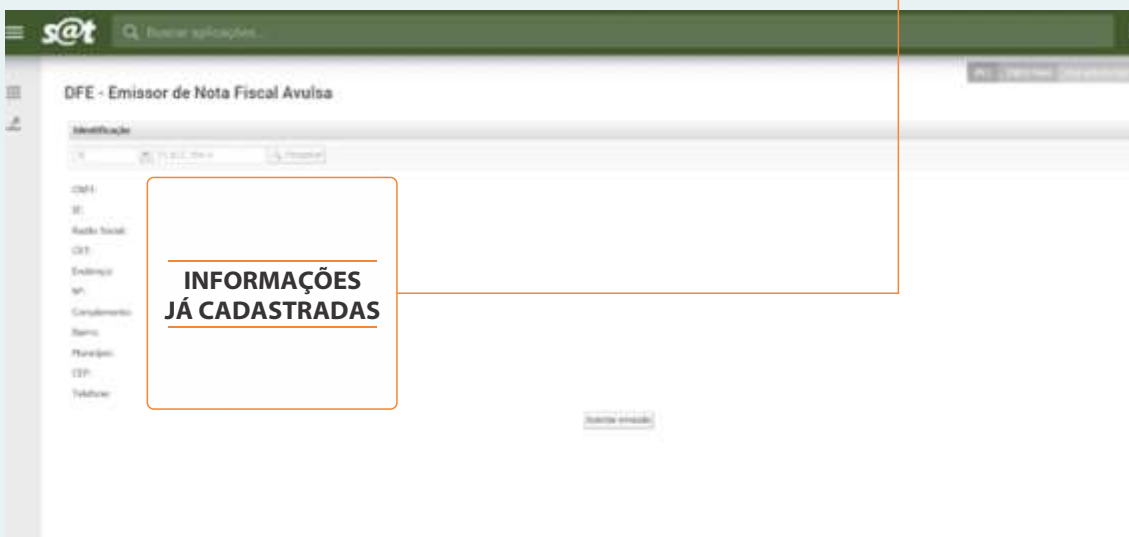 s@t
Buscar aplicações...
DFE - Emissor de Nota Fiscal Avulsa
Identificação
Pesquisar
CNPJ:
IE:
Razão Social:
Endereço:
Nº:
Complemento:
Bairro:
Município:
CEP:
Telefone:
INFORMAÇÕES
JÁ CADASTRADAS